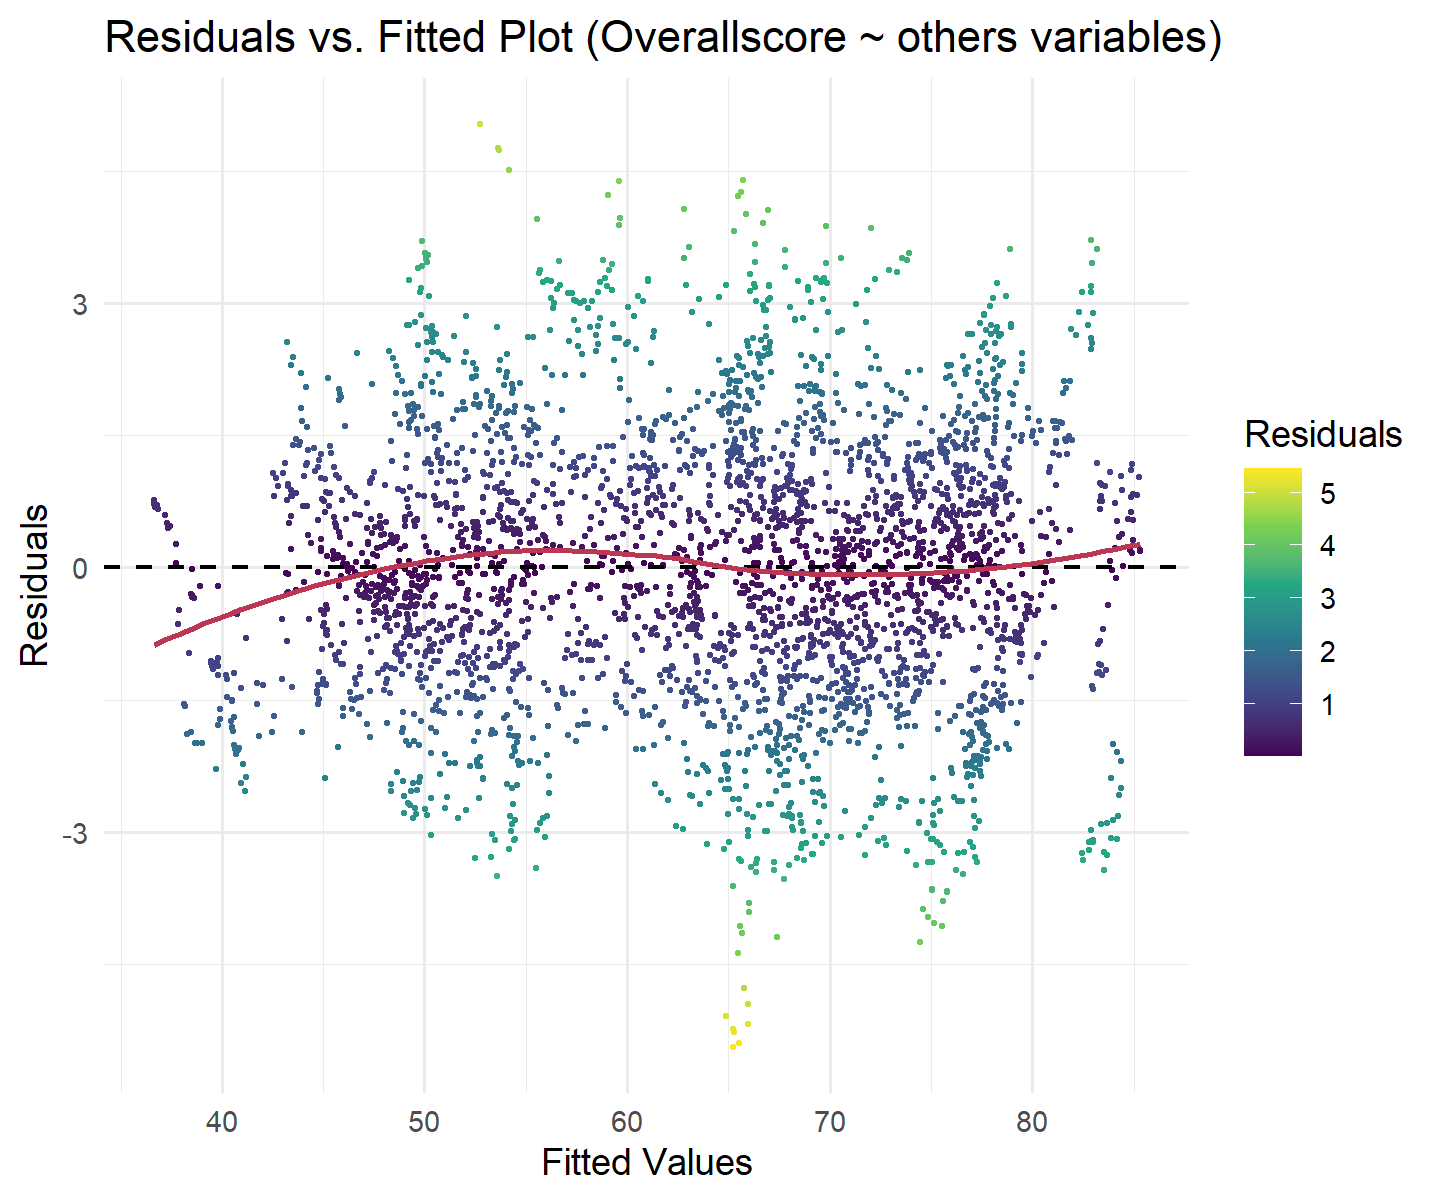 Residuals vs. Fitted Plot (Overallscore ~ others variables)
Residuals
3
0
-3
40 50 60 70 80
Fitted Values
Residuals
5
4
3
2
1